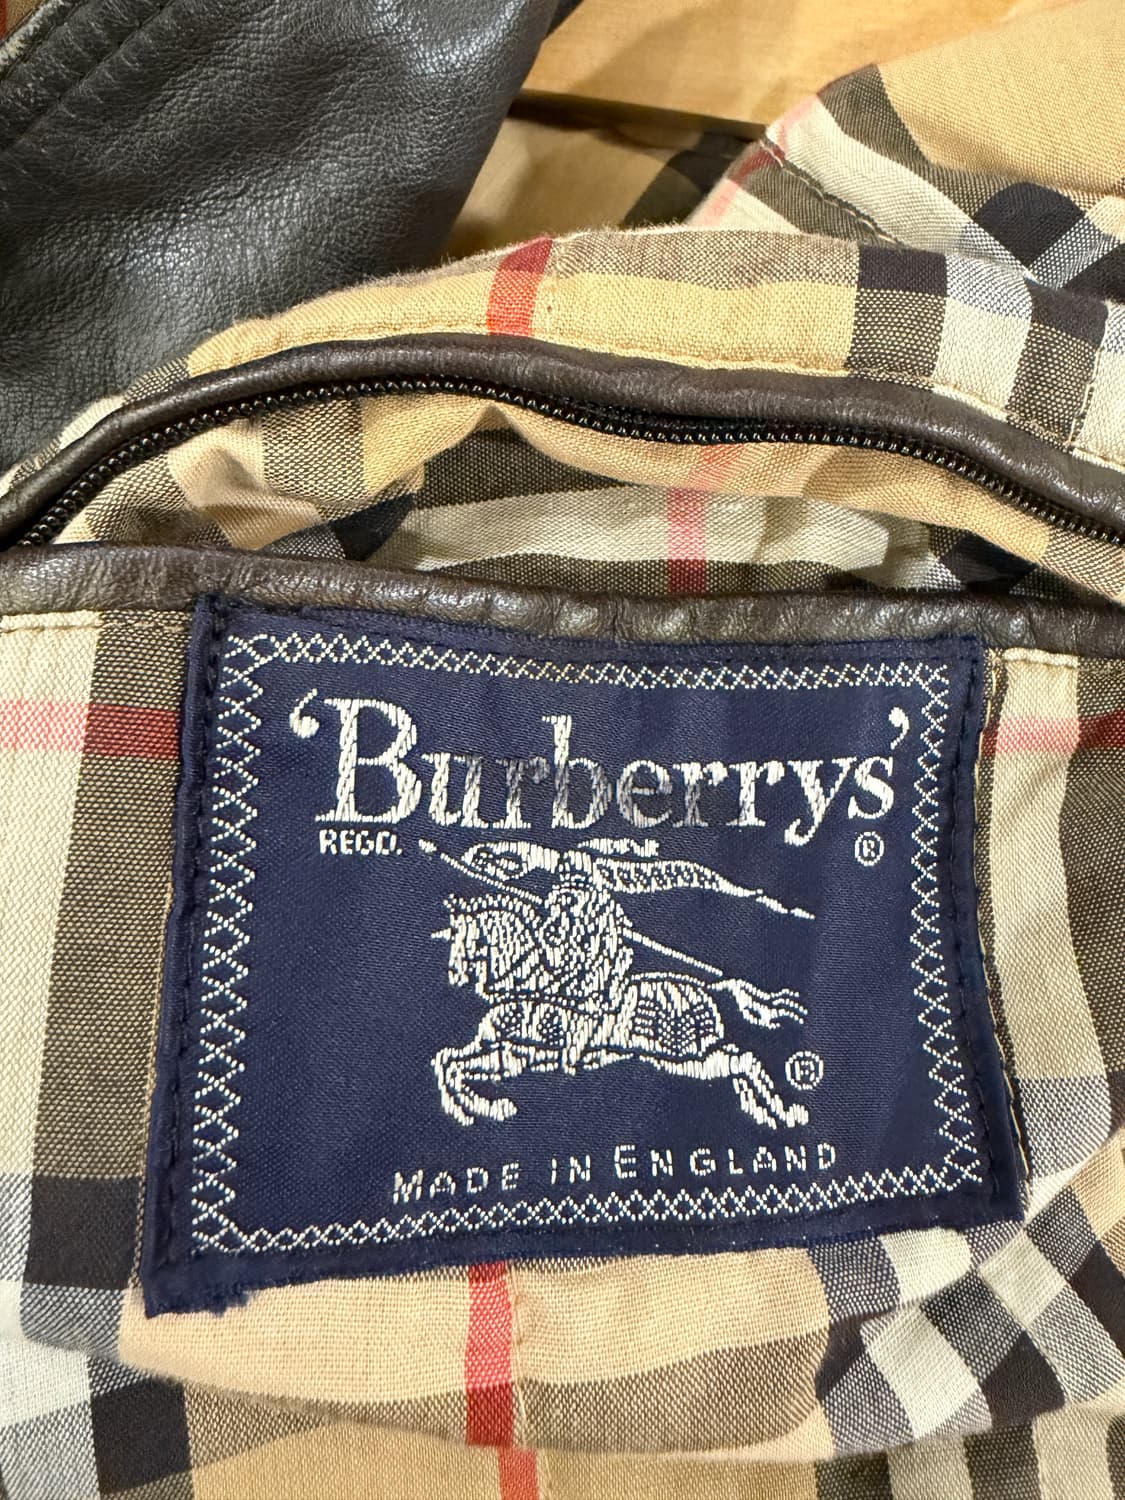 ‘Burberrys’
REGD. ®
®
MADE IN ENGLAND